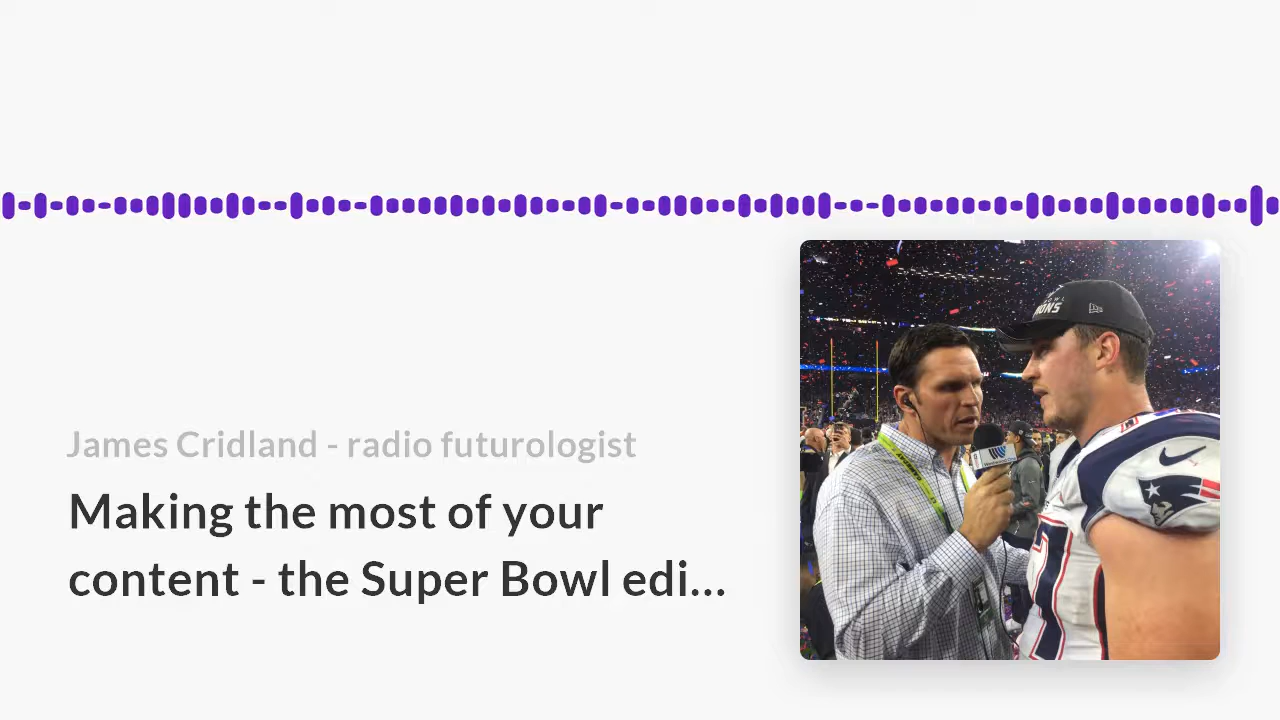 James Cridland - radio futurologist
Making the most of your
content - the Super Bowl edi...